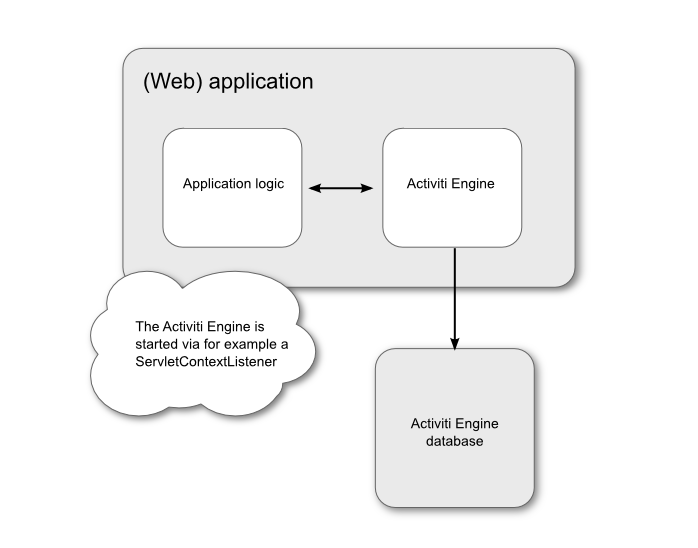 (Web) application
Application logic
Activiti Engine
The Activiti Engine is
started via for example a
ServletContextListener
Activiti Engine
database